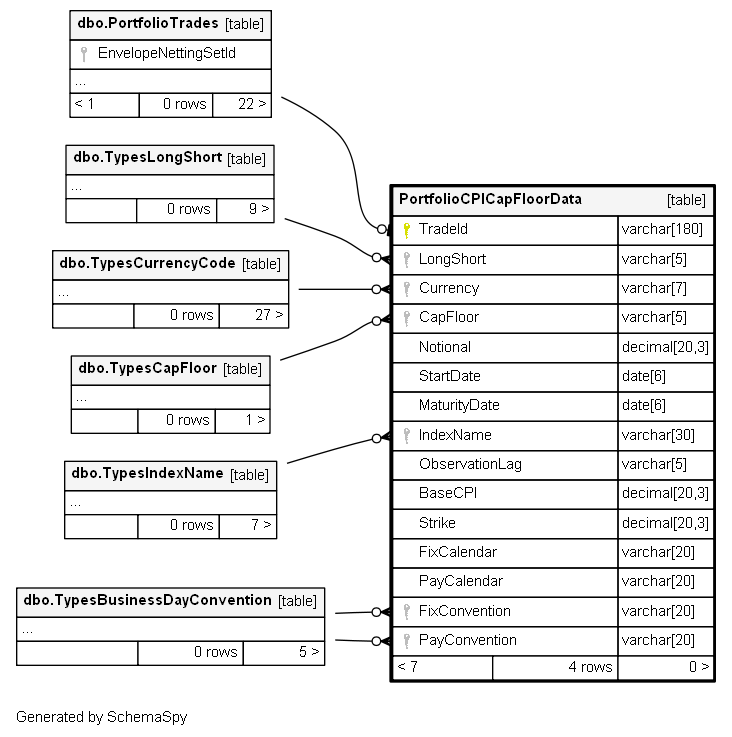 dbo.PortfolioTrades [table]
EnvelopeNettingSetId
...
< 1 0 rows 22 >
dbo.TypesLongShort [table]
...
0 rows 9 >
dbo.TypesCurrencyCode [table]
...
0 rows 27 >
dbo.TypesCapFloor [table]
...
0 rows 1 >
dbo.TypesIndexName [table]
...
0 rows 7 >
dbo.TypesBusinessDayConvention [table]
...
0 rows 5 >
PortfolioCPICapFloorData [table]
TradeId varchar[180]
LongShort varchar[5]
Currency varchar[7]
CapFloor varchar[5]
Notional decimal[20,3]
StartDate date[6]
MaturityDate date[6]
IndexName varchar[30]
ObservationLag varchar[5]
BaseCPI decimal[20,3]
Strike decimal[20,3]
FixCalendar varchar[20]
PayCalendar varchar[20]
FixConvention varchar[20]
PayConvention varchar[20]
< 7 4 rows 0 >
Generated by SchemaSpy